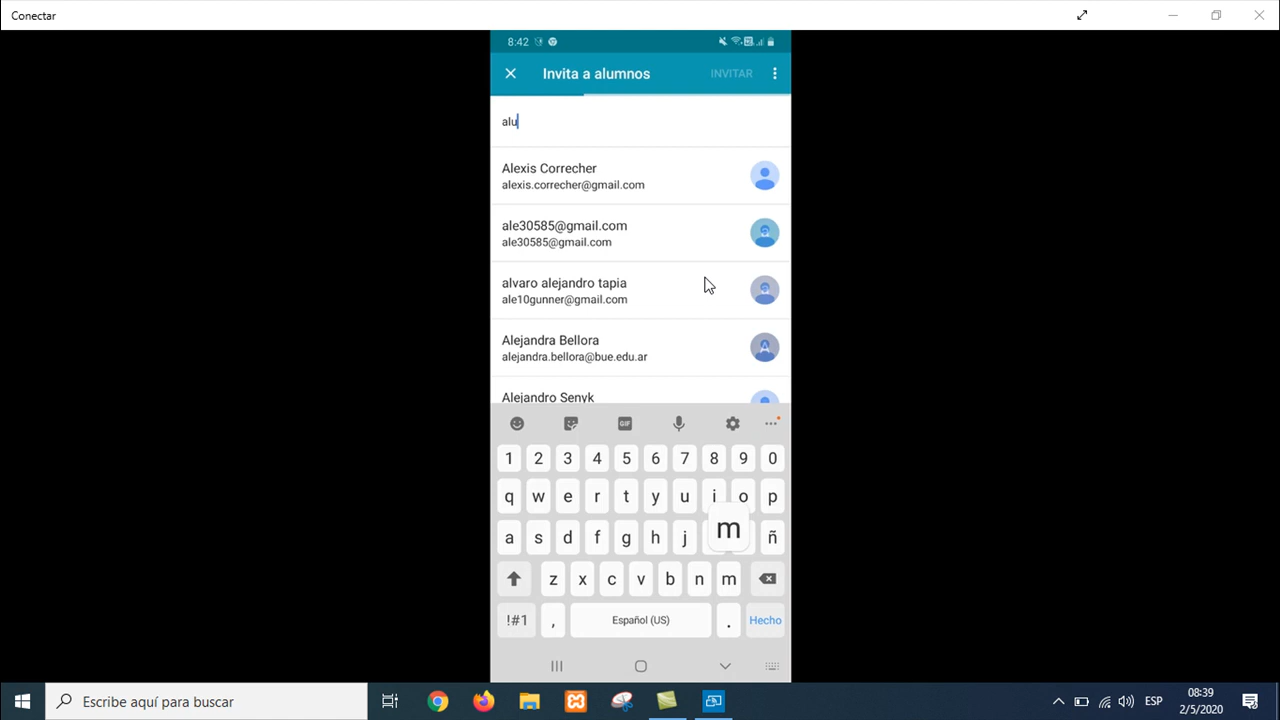 Conectar
8:42
Invita a alumnos
INVITAR
alu
Alexis Correcher
alexis.correcher@gmail.com
ale30585@gmail.com
ale30585@gmail.com
alvaro alejandro tapia
ale10gunner@gmail.com
Alejandra Bellora
alejandra.bellora@bue.edu.ar
Alejandro Senyk
GIF
1 2 3 4 5 6 7 8 9 0
q w e r t y u i o p
a s d f g h j m ñ
z x c v b n m
!#1 , Español (US) . Hecho
Escribe aquí para buscar
ESP
08:39
2/5/2020